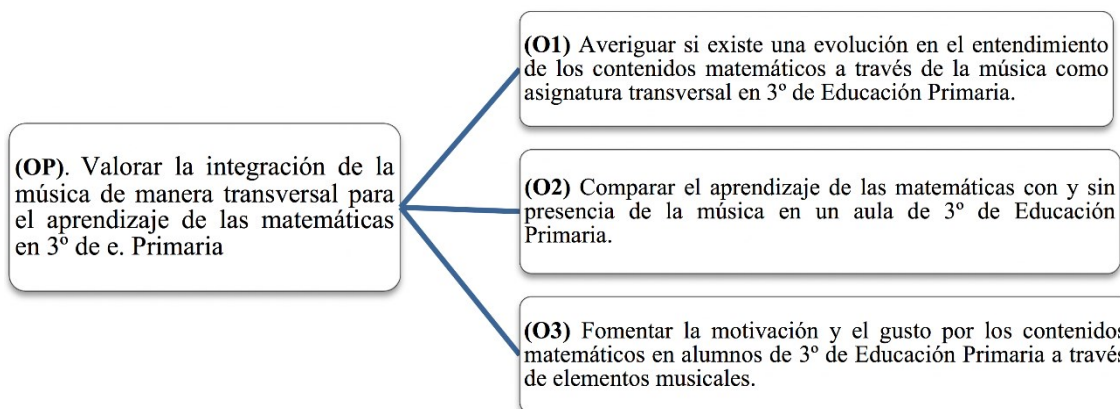 (OP). Valorar la integración de la
música de manera transversal para
el aprendizaje de las matemáticas
en 3º de e. Primaria
(O1) Averiguar si existe una evolución en el entendimiento
de los contenidos matemáticos a través de la música como
asignatura transversal en 3º de Educación Primaria.
(O2) Comparar el aprendizaje de las matemáticas con y sin
presencia de la música en un aula de 3º de Educación
Primaria.
(O3) Fomentar la motivación y el gusto por los contenidos
matemáticos en alumnos de 3º de Educación Primaria a través
de elementos musicales.